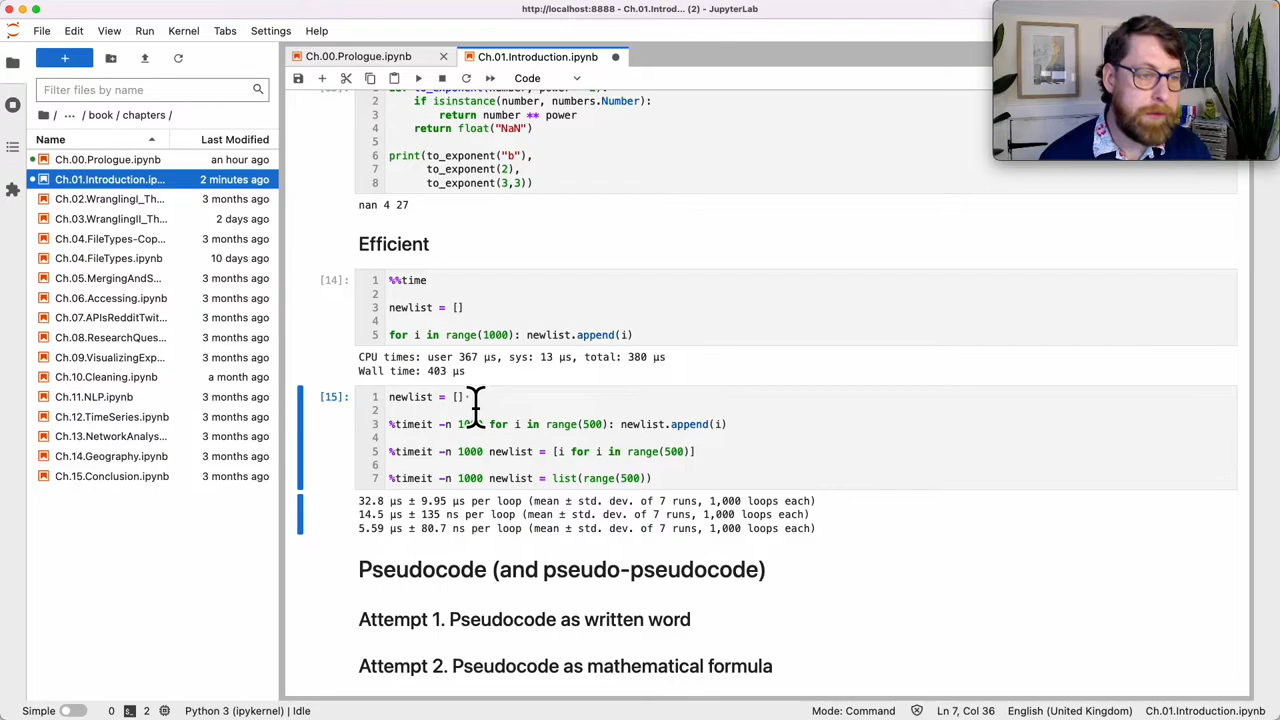 http://localhost:8888 - Ch.01.Introd... (2) - JupyterLab
File Edit View Run Kernel Tabs Settings Help
Ch.00.Prologue.ipynb
Ch.01.Introduction.ipynb
Code
Filter files by name
/ ... / book / chapters /
Name Last Modified
Ch.00.Prologue.ipynb an hour ago
Ch.01.Introduction.ip... 2 minutes ago
Ch.02.WranglingI_Th... 3 months ago
Ch.03.WranglingII_Th... 2 days ago
Ch.04.FileTypes-Cop... 3 months ago
Ch.04.FileTypes.ipynb 10 days ago
Ch.05.MergingAndS... 3 months ago
Ch.06.Accessing.ipynb 3 months ago
Ch.07.APIsRedditTwit... 3 months ago
Ch.08.ResearchQues... 3 months ago
Ch.09.VisualizingExp... 3 months ago
Ch.10.Cleaning.ipynb a month ago
Ch.11.NLP.ipynb 3 months ago
Ch.12.TimeSeries.ipynb 3 months ago
Ch.13.NetworkAnalys... 3 months ago
Ch.14.Geography.ipynb 3 months ago
Ch.15.Conclusion.ipynb 3 months ago
2 if isinstance(number, numbers.Number):
3 return number ** power
4 return float("NaN")
5
6 print(to_exponent("b"),
7 to_exponent(2),
8 to_exponent(3,3))
nan 4 27
Efficient
[14]:
1 %%time
2
3 newlist = []
4
5 for i in range(1000): newlist.append(i)
CPU times: user 367 µs, sys: 13 µs, total: 380 µs
Wall time: 403 µs
[15]:
1 newlist = []
2
3 %timeit -n 1000 for i in range(500): newlist.append(i)
4
5 %timeit -n 1000 newlist = [i for i in range(500)]
6
7 %timeit -n 1000 newlist = list(range(500))
32.8 µs ± 9.95 µs per loop (mean ± std. dev. of 7 runs, 1,000 loops each)
14.5 µs ± 135 ns per loop (mean ± std. dev. of 7 runs, 1,000 loops each)
5.59 µs ± 80.7 ns per loop (mean ± std. dev. of 7 runs, 1,000 loops each)
Pseudocode (and pseudo-pseudocode)
Attempt 1. Pseudocode as written word
Attempt 2. Pseudocode as mathematical formula
Simple 0 2 Python 3 (ipykernel) | Idle Mode: Command Ln 7, Col 36 English (United Kingdom) Ch.01.Introduction.ipynb